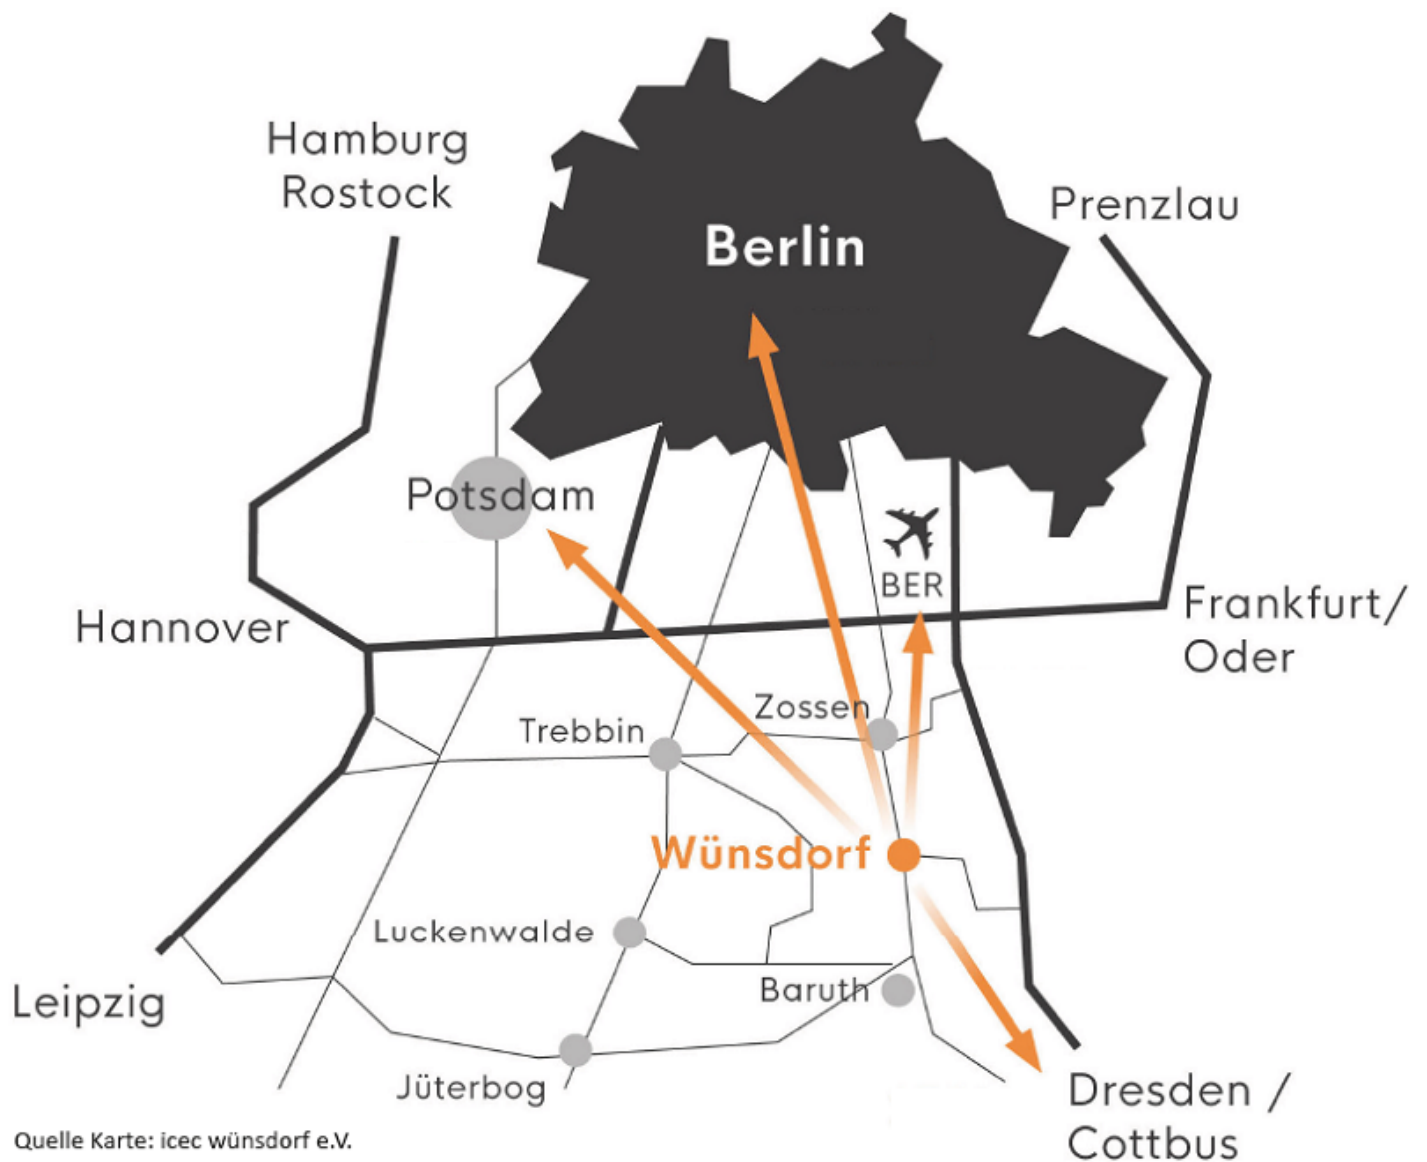 Hamburg
Rostock
Prenzlau
Berlin
Potsdam
BER
Hannover
Frankfurt/
Oder
Zossen
Trebbin
Wünsdorf
Luckenwalde
Baruth
Leipzig
Jüterbog
Dresden /
Cottbus
Quelle Karte: icec wünsdorf e.V.